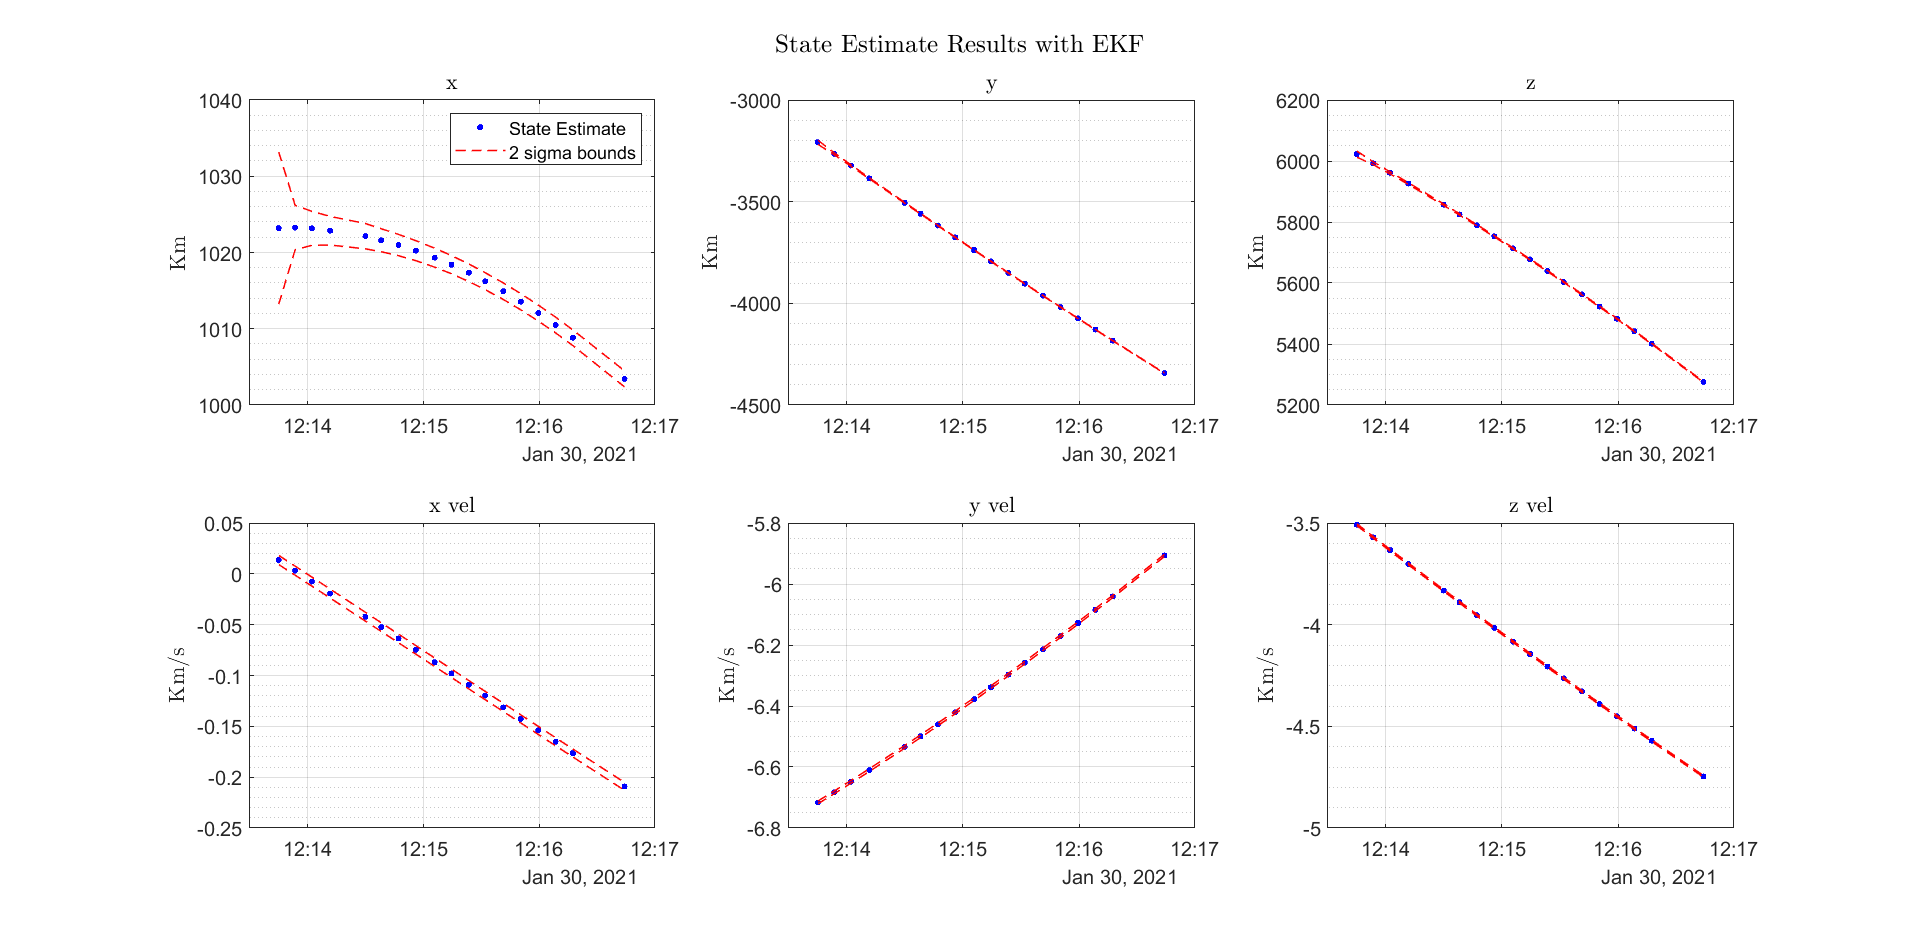 State Estimate Results with EKF
x
1040
1030
1020
1010
1000
Km
State Estimate
2 sigma bounds
12:14 12:15 12:16 12:17
Jan 30, 2021
y
-3000
-3500
-4000
-4500
Km
12:14 12:15 12:16 12:17
Jan 30, 2021
z
6200
6000
5800
5600
5400
5200
Km
12:14 12:15 12:16 12:17
Jan 30, 2021
x vel
0.05
0
-0.05
-0.1
-0.15
-0.2
-0.25
Km/s
12:14 12:15 12:16 12:17
Jan 30, 2021
y vel
-5.8
-6
-6.2
-6.4
-6.6
-6.8
Km/s
12:14 12:15 12:16 12:17
Jan 30, 2021
z vel
-3.5
-4
-4.5
-5
Km/s
12:14 12:15 12:16 12:17
Jan 30, 2021